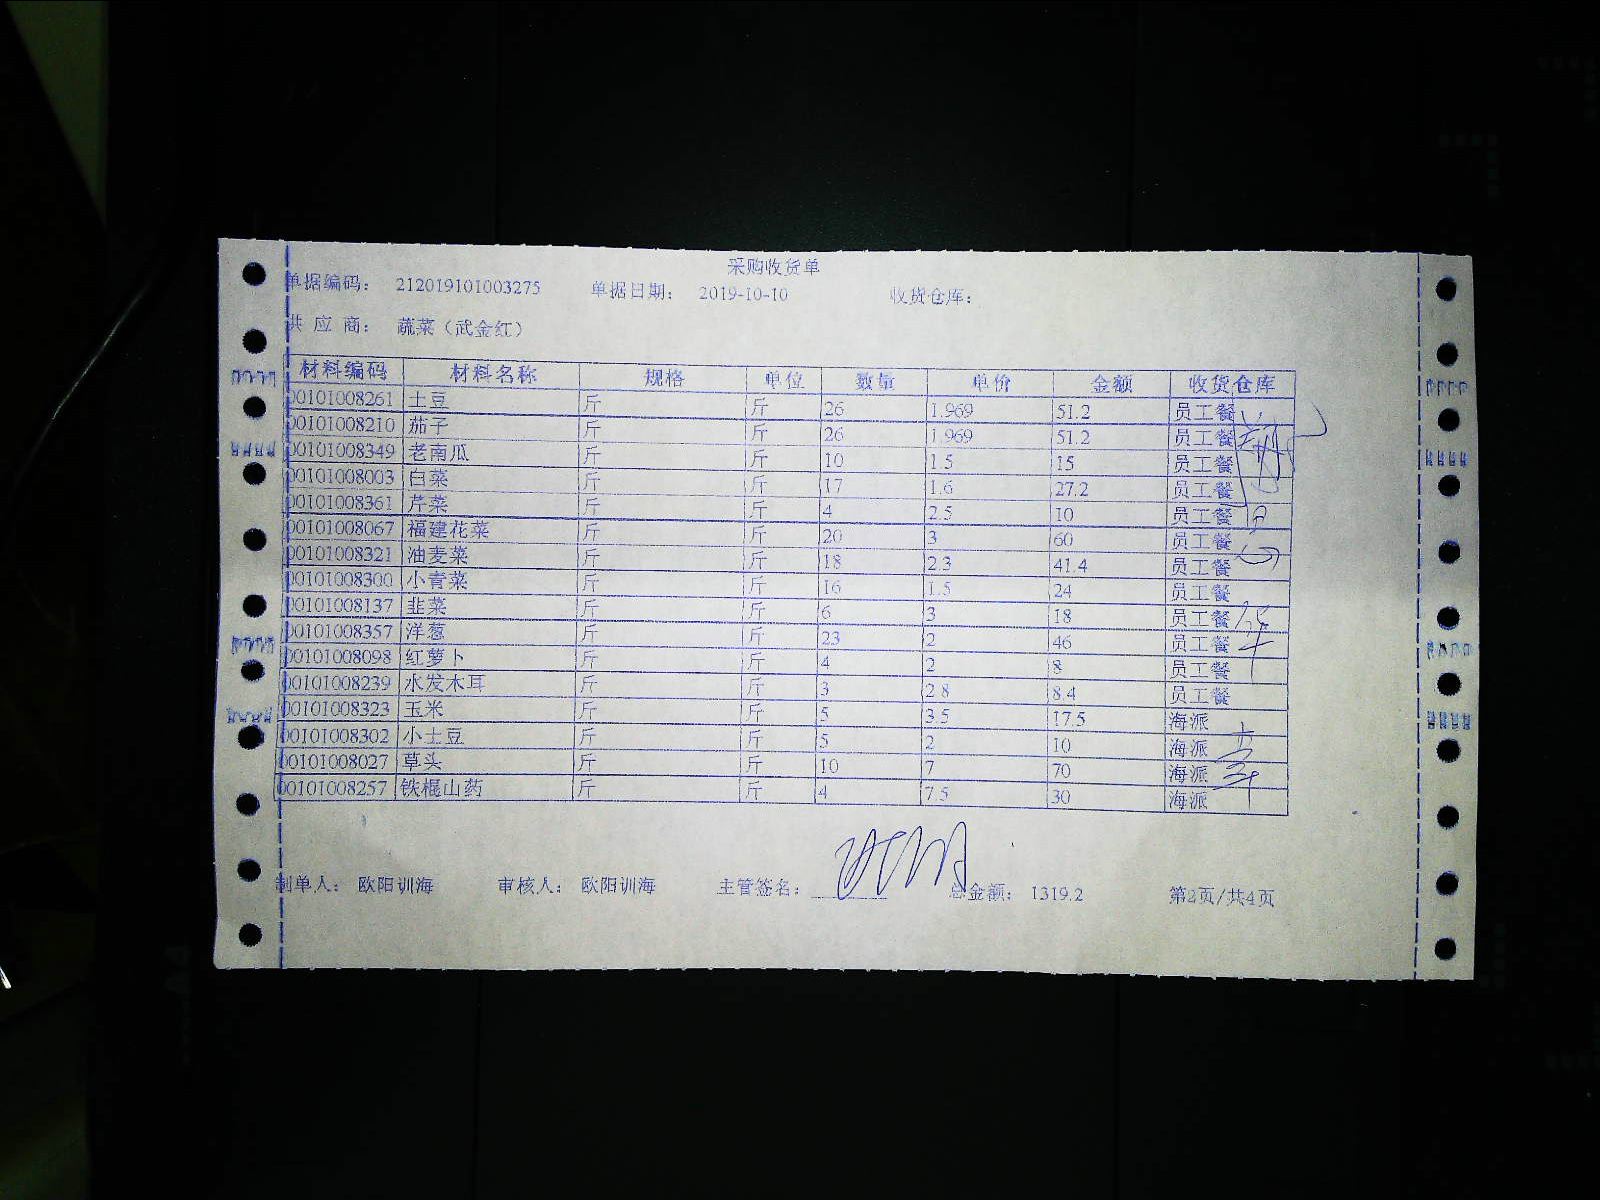 采购收货单
单据编码： 212019101003275 单据日期： 2019-10-10 收货仓库：
供 应 商： 蔬菜（武金红）
材料编码 材料名称 规格 单位 数量 单价 金额 收货仓库
00101008261 土豆 斤 斤 26 1.969 51.2 员工餐
00101008210 茄子 斤 斤 26 1.969 51.2 员工餐
00101008349 老南瓜 斤 斤 10 1.5 15 员工餐
00101008003 白菜 斤 斤 17 1.6 27.2 员工餐
00101008361 芹菜 斤 斤 4 2.5 10 员工餐
00101008067 福建花菜 斤 斤 20 3 60 员工餐
00101008321 油麦菜 斤 斤 18 2.3 41.4 员工餐
00101008300 小青菜 斤 斤 16 1.5 24 员工餐
00101008137 韭菜 斤 斤 6 3 18 员工餐
00101008357 洋葱 斤 斤 23 2 46 员工餐
00101008098 红萝卜 斤 斤 4 2 8 员工餐
00101008239 水发木耳 斤 斤 3 2.8 8.4 员工餐
00101008323 玉米 斤 斤 5 3.5 17.5 海派
00101008302 小土豆 斤 斤 5 2 10 海派
00101008027 草头 斤 斤 10 7 70 海派
00101008257 铁棍山药 斤 斤 4 7.5 30 海派
制单人： 欧阳训海 审核人： 欧阳训海 主管签名： 总金额： 1319.2 第2页/共4页